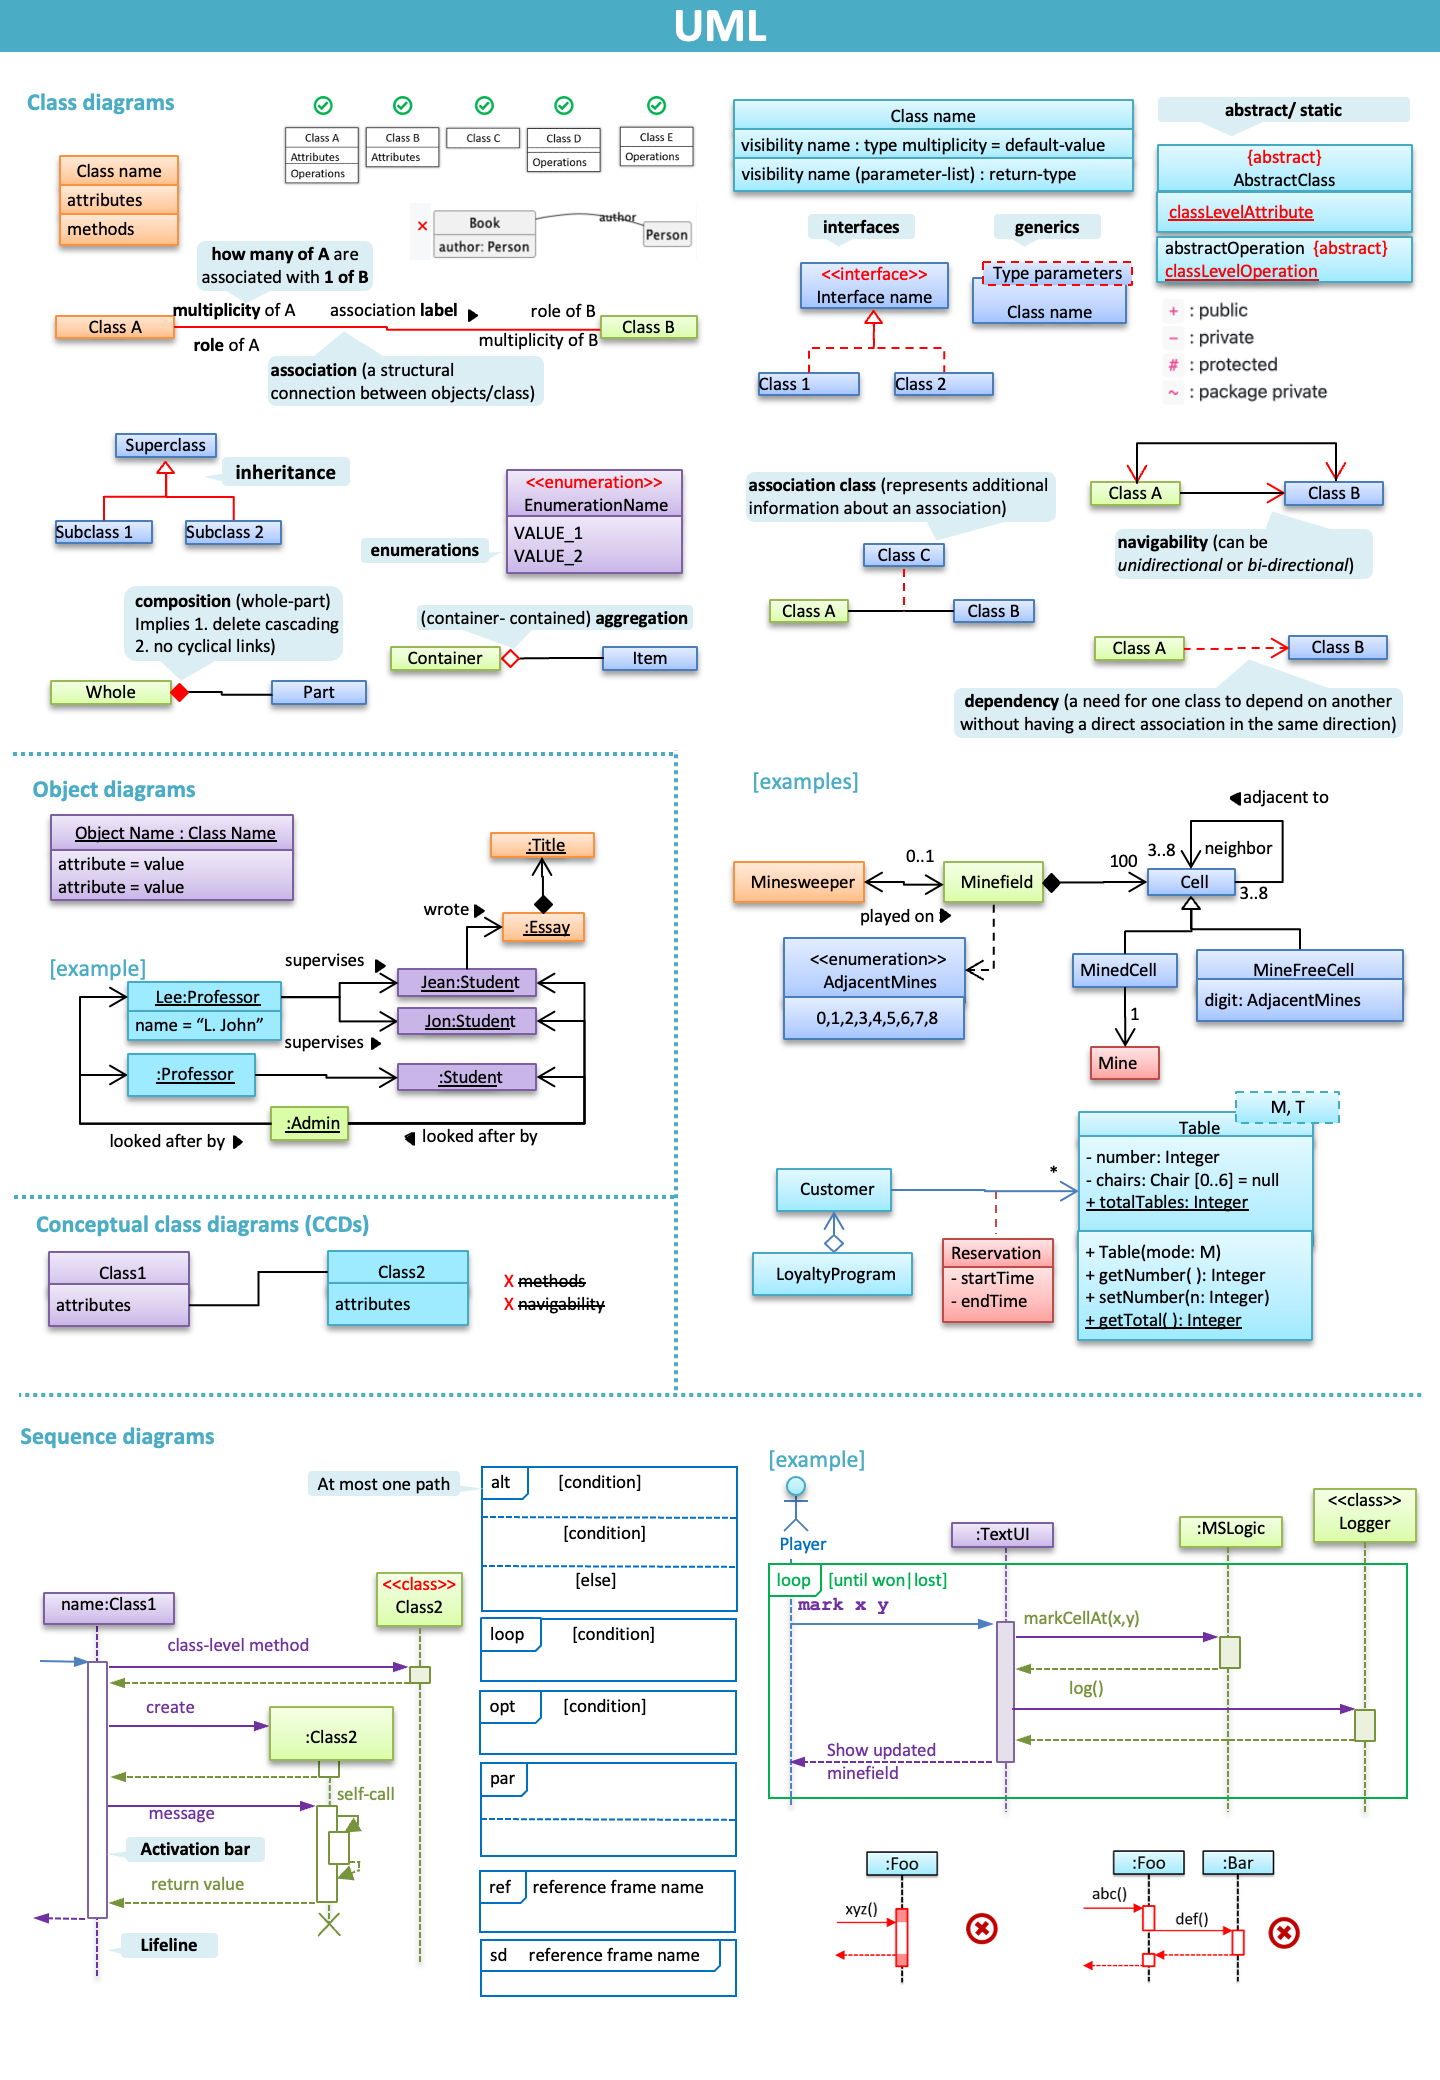 UML
Class diagrams
Class A
Attributes
Operations
Class B
Attributes
Class C
Class D
Operations
Class E
Operations
Class name
attributes
methods
Book
author: Person
author
Person
how many of A are
associated with 1 of B
Class A
multiplicity of A
association label
role of B
Class B
role of A
multiplicity of B
association (a structural
connection between objects/class)
Class name
visibility name : type multiplicity = default-value
visibility name (parameter-list) : return-type
abstract/ static
{abstract}
AbstractClass
classLevelAttribute
abstractOperation {abstract}
classLevelOperation
interfaces
<<interface>>
Interface name
Class 1
Class 2
generics
Type parameters
Class name
+ : public
− : private
# : protected
~ : package private
Superclass
inheritance
Subclass 1
Subclass 2
<<enumeration>>
EnumerationName
VALUE_1
VALUE_2
enumerations
association class (represents additional
information about an association)
Class C
Class A
Class B
Class A
Class B
navigability (can be
unidirectional or bi-directional)
composition (whole-part)
Implies 1. delete cascading
2. no cyclical links)
Whole
Part
(container- contained) aggregation
Container
Item
Class A
Class B
dependency (a need for one class to depend on another
without having a direct association in the same direction)
Object diagrams
Object Name : Class Name
attribute = value
attribute = value
:Title
wrote
:Essay
[example]
supervises
Lee:Professor
name = “L. John”
Jean:Student
Jon:Student
supervises
:Professor
:Student
:Admin
looked after by
looked after by
[examples]
adjacent to
Minesweeper
0..1
Minefield
100
3..8
neighbor
Cell
3..8
played on
<<enumeration>>
AdjacentMines
0,1,2,3,4,5,6,7,8
MinedCell
MineFreeCell
digit: AdjacentMines
1
Mine
M, T
Table
- number: Integer
- chairs: Chair [0..6] = null
+ totalTables: Integer
+ Table(mode: M)
+ getNumber( ): Integer
+ setNumber(n: Integer)
+ getTotal( ): Integer
Customer
*
LoyaltyProgram
Reservation
- startTime
- endTime
Conceptual class diagrams (CCDs)
Class1
attributes
Class2
attributes
X methods
X navigability
Sequence diagrams
name:Class1
<<class>>
Class2
class-level method
create
:Class2
self-call
message
Activation bar
return value
Lifeline
At most one path
alt [condition]
[condition]
[else]
loop [condition]
opt [condition]
par
ref reference frame name
sd reference frame name
[example]
Player
:TextUI
:MSLogic
<<class>>
Logger
loop [until won|lost]
mark x y
markCellAt(x,y)
log()
Show updated
minefield
:Foo
xyz()
:Foo
:Bar
abc()
def()